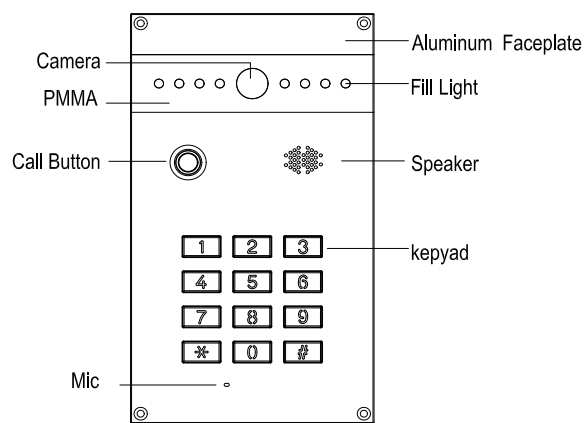 Aluminum Faceplate
Camera
Fill Light
PMMA
Call Button
Speaker
1 2 3
kepyad
4 5 6
7 8 9
* 0 #
Mic